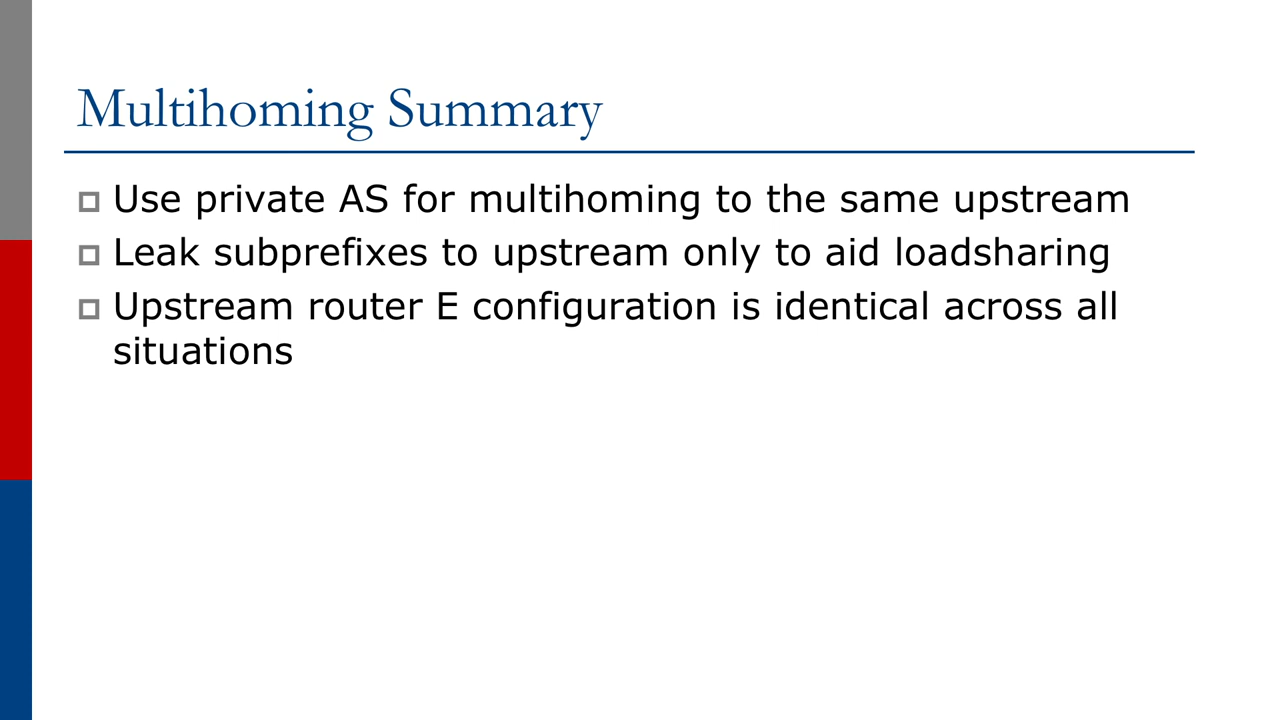 Multihoming Summary
Use private AS for multihoming to the same upstream
Leak subprefixes to upstream only to aid loadsharing
Upstream router E configuration is identical across all
situations